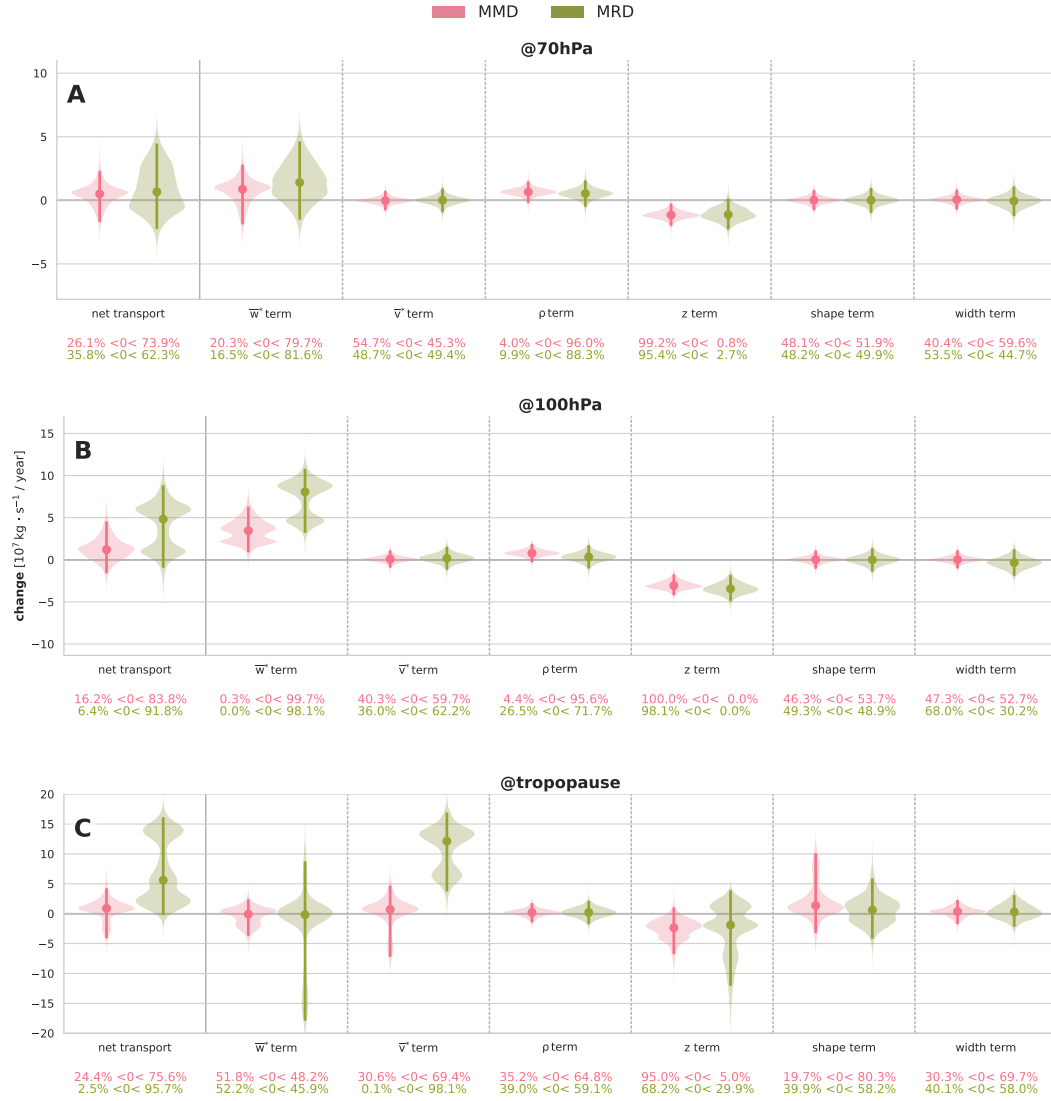 MMD MRD
@70hPa
A
10
5
0
−5
net transport w̅* term v̅* term ρ term z term shape term width term
26.1% <0< 73.9% 20.3% <0< 79.7% 54.7% <0< 45.3% 4.0% <0< 96.0% 99.2% <0< 0.8% 48.1% <0< 51.9% 40.4% <0< 59.6%
35.8% <0< 62.3% 16.5% <0< 81.6% 48.7% <0< 49.4% 9.9% <0< 88.3% 95.4% <0< 2.7% 48.2% <0< 49.9% 53.5% <0< 44.7%
@100hPa
B
15
10
5
0
−5
−10
change [10⁷ kg · s⁻¹ / year]
net transport w̅* term v̅* term ρ term z term shape term width term
16.2% <0< 83.8% 0.3% <0< 99.7% 40.3% <0< 59.7% 4.4% <0< 95.6% 100.0% <0< 0.0% 46.3% <0< 53.7% 47.3% <0< 52.7%
6.4% <0< 91.8% 0.0% <0< 98.1% 36.0% <0< 62.2% 26.5% <0< 71.7% 98.1% <0< 0.0% 49.3% <0< 48.9% 68.0% <0< 30.2%
@tropopause
C
20
15
10
5
0
−5
−10
−15
−20
net transport w̅* term v̅* term ρ term z term shape term width term
24.4% <0< 75.6% 51.8% <0< 48.2% 30.6% <0< 69.4% 35.2% <0< 64.8% 95.0% <0< 5.0% 19.7% <0< 80.3% 30.3% <0< 69.7%
2.5% <0< 95.7% 52.2% <0< 45.9% 0.1% <0< 98.1% 39.0% <0< 59.1% 68.2% <0< 29.9% 39.9% <0< 58.2% 40.1% <0< 58.0%